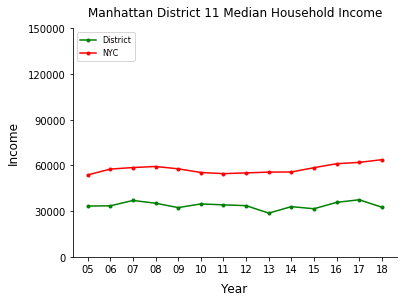 Manhattan District 11 Median Household Income
150000
120000
90000
60000
30000
0
District
NYC
Income
05 06 07 08 09 10 11 12 13 14 15 16 17 18
Year